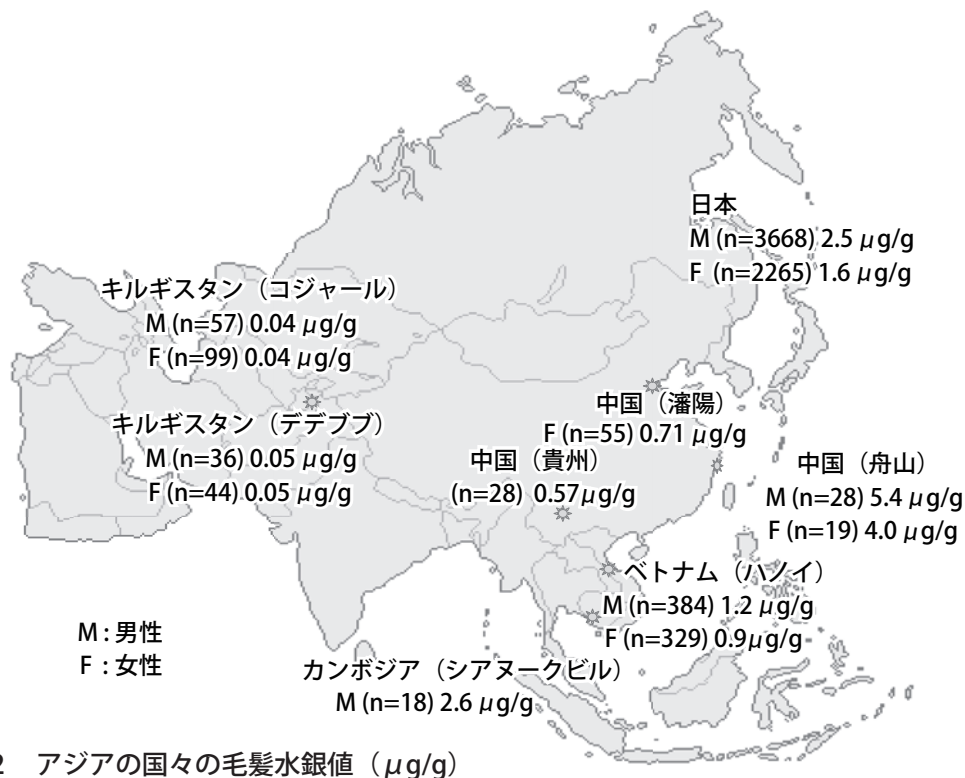 日本
M (n=3668) 2.5 μg/g
F (n=2265) 1.6 μg/g
キルギスタン（コジャール）
M (n=57) 0.04 μg/g
F (n=99) 0.04 μg/g
キルギスタン（デデブブ）
M (n=36) 0.05 μg/g
F (n=44) 0.05 μg/g
中国（瀋陽）
F (n=55) 0.71 μg/g
中国（貴州）
(n=28) 0.57μg/g
中国（舟山）
M (n=28) 5.4 μg/g
F (n=19) 4.0 μg/g
ベトナム（ハノイ）
M (n=384) 1.2 μg/g
F (n=329) 0.9μg/g
カンボジア（シアヌークビル）
M (n=18) 2.6 μg/g
M : 男性
F : 女性
2 アジアの国々の毛髪水銀値（μg/g）